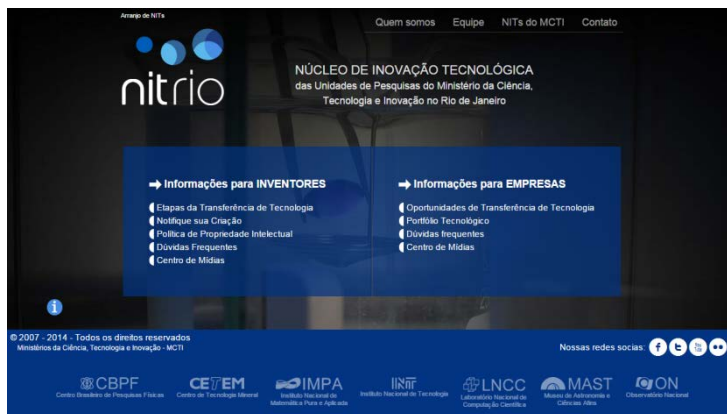 Arranjo de NITs
Quem somos Equipe NITs do MCTI Contato
nitrio
NÚCLEO DE INOVAÇÃO TECNOLÓGICA
das Unidades de Pesquisas do Ministério da Ciência,
Tecnologia e Inovação no Rio de Janeiro
Informações para INVENTORES
Etapas da Transferência de Tecnologia
Notifique sua Criação
Política de Propriedade Intelectual
Dúvidas Frequentes
Centro de Mídias
Informações para EMPRESAS
Oportunidades de Transferência de Tecnologia
Portfólio Tecnológico
Dúvidas frequentes
Centro de Mídias
i
© 2007 - 2014 - Todos os direitos reservados
Ministérios da Ciência, Tecnologia e Inovação - MCTI
Nossas redes socias:
CBPF
Centro Brasileiro de Pesquisas Físicas
CETEM
Centro de Tecnologia Mineral
IMPA
Instituto Nacional de
Matemática Pura e Aplicada
INT
Instituto Nacional de Tecnologia
LNCC
Laboratório Nacional de
Computação Científica
MAST
Museu de Astronomia e
Ciências Afins
ON
Observatório Nacional